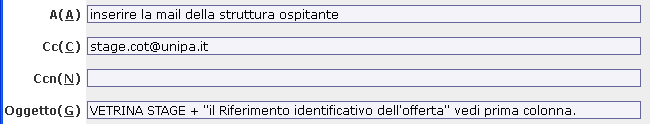 A(A) inserire la mail della struttura ospitante
Cc(C) stage.cot@unipa.it
Ccn(N)
Oggetto(G) VETRINA STAGE + "il Riferimento identificativo dell'offerta" vedi prima colonna.